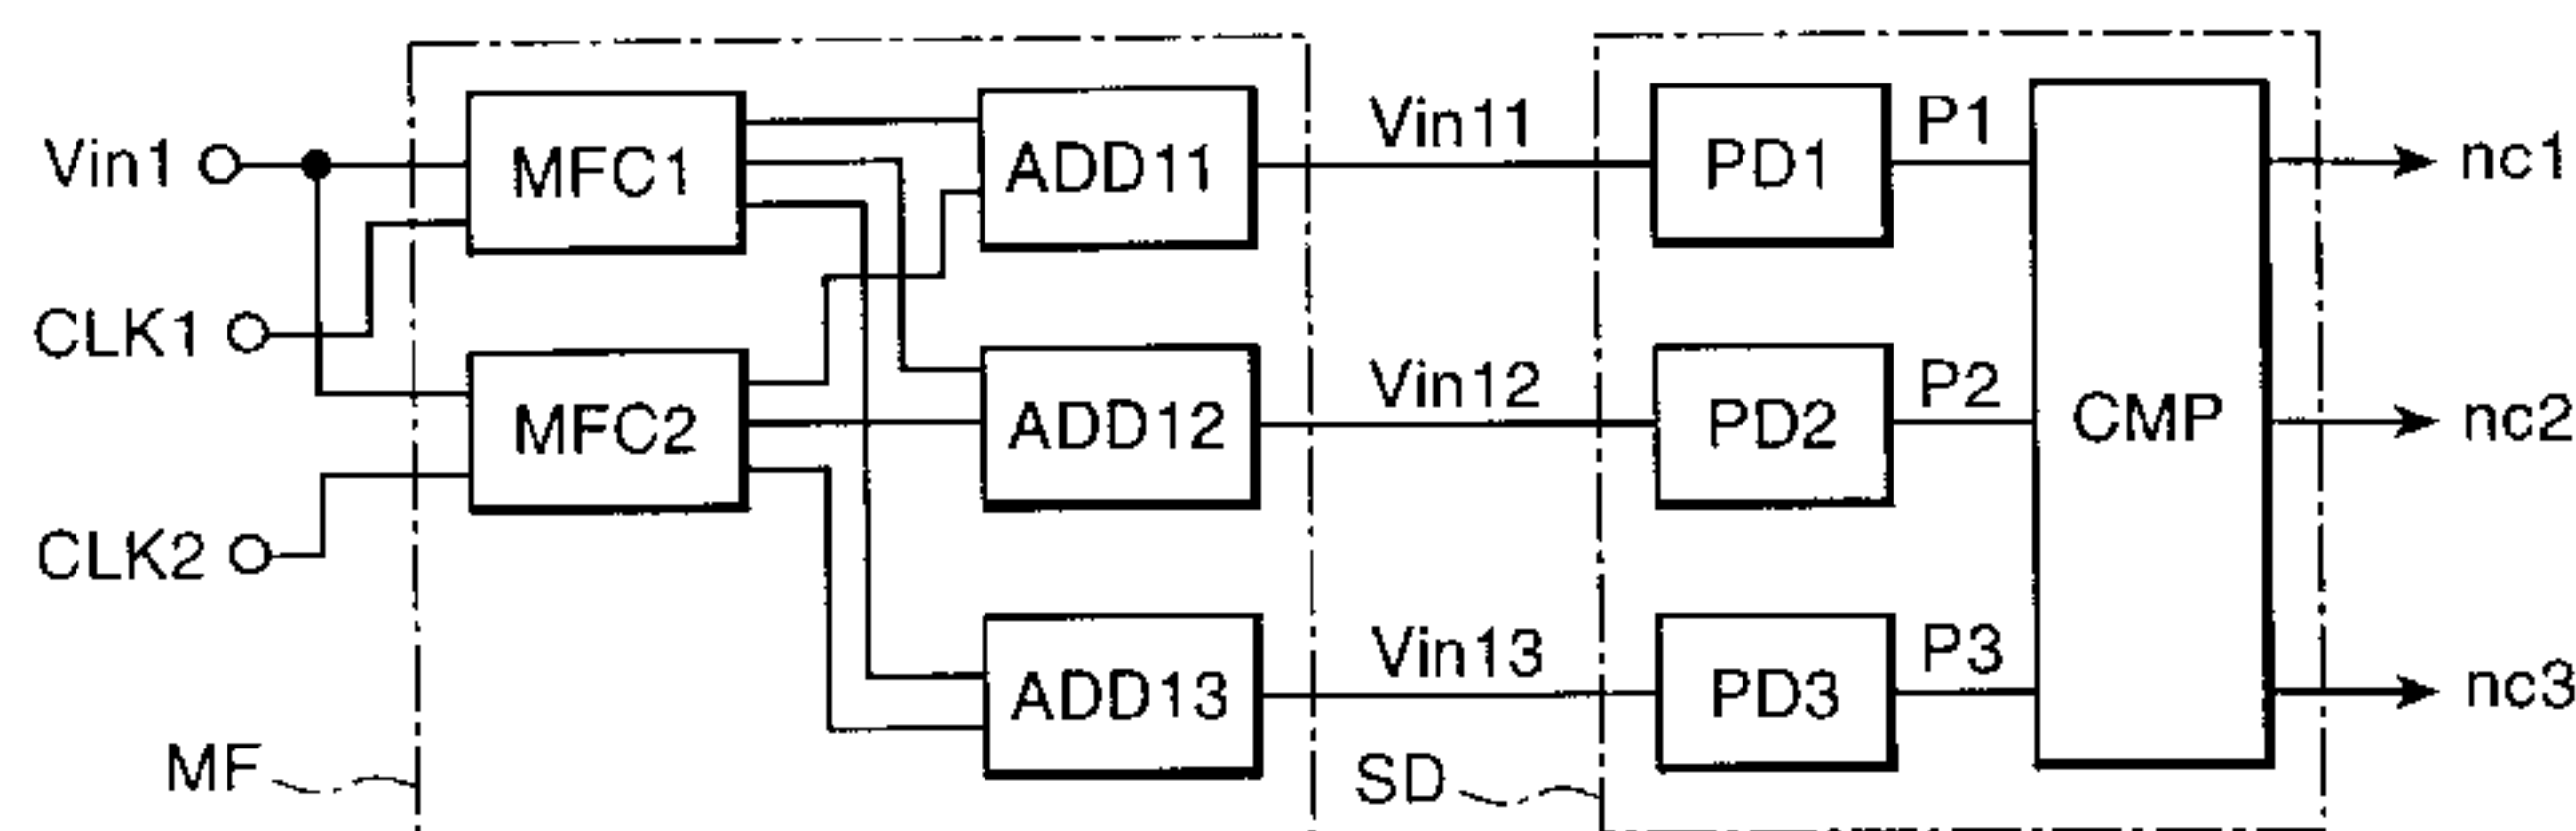 Vin1
CLK1
CLK2
MF
MFC1
MFC2
ADD11
ADD12
ADD13
Vin11
Vin12
Vin13
SD
PD1
PD2
PD3
P1
P2
P3
CMP
nc1
nc2
nc3